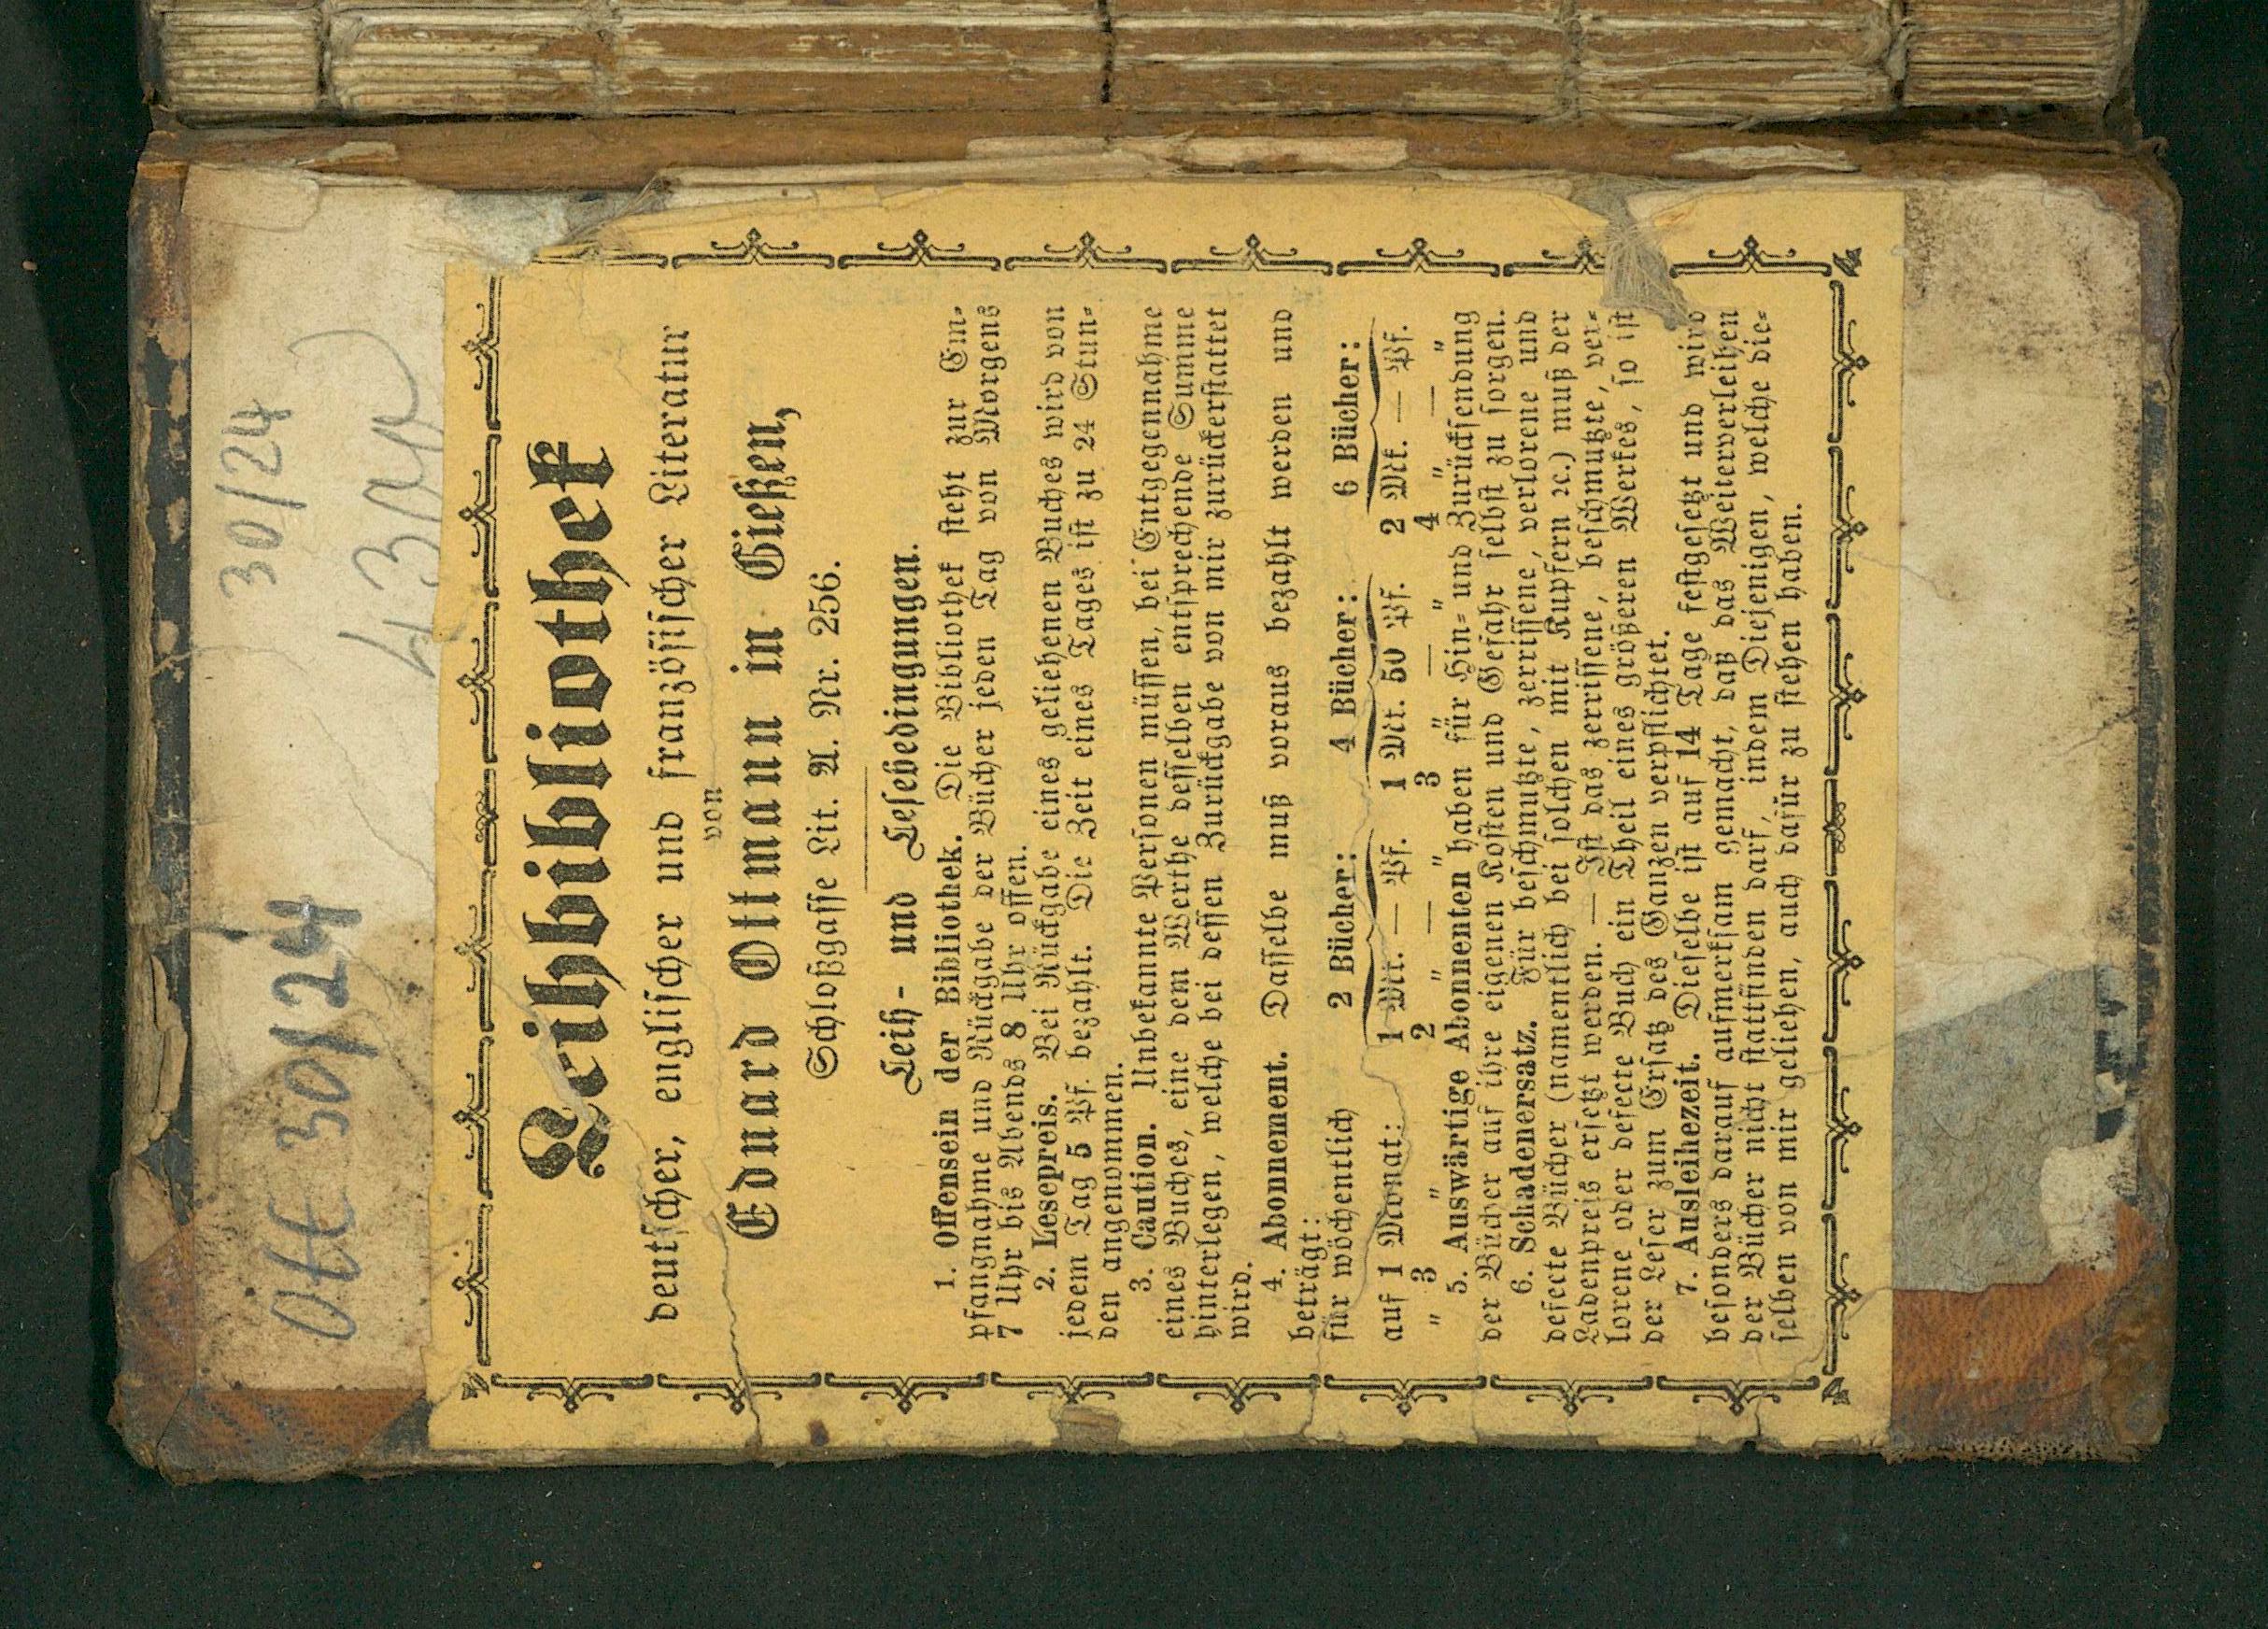 30/24
43aa
Ott 30/24
Leihbibliothek
deutscher, englischer und französischer Literatur
von
Eduard Ottmann in Gießen,
Schloßgasse Lit. A. Nr. 256.
Leih- und Lesebedingungen.
1. Offensein der Bibliothek. Die Bibliothek steht zur Em-
pfangnahme und Rückgabe der Bücher jeden Tag von Morgens
7 Uhr bis Abends 8 Uhr offen.
2. Lesepreis. Bei Rückgabe eines geliehenen Buches wird von
jedem Tag 5 Pf. bezahlt. Die Zeit eines Tages ist zu 24 Stun-
den angenommen.
3. Caution. Unbekannte Personen müssen, bei Entgegennahme
eines Buches, eine dem Werthe desselben entsprechende Summe
hinterlegen, welche bei dessen Zurückgabe von mir zurückerstattet
wird.
4. Abonnement. Dasselbe muß voraus bezahlt werden und
beträgt:
für wöchentlich 2 Bücher: 4 Bücher: 6 Bücher:
auf 1 Monat: 1 Mk. — Pf. 1 Mk. 50 Pf. 2 Mk. — Pf.
" 3 " 2 " — " 3 " — " 4 " — "
5. Auswärtige Abonnenten haben für Hin- und Zurücksendung
der Bücher auf ihre eigenen Kosten und Gefahr selbst zu sorgen.
6. Schadenersatz. Für beschmutzte, zerrissene, verlorene und
defecte Bücher (namentlich bei solchen mit Kupfern ꝛc.) muß der
Ladenpreis ersetzt werden. — Ist das zerrissene, beschmutzte, ver-
lorene oder defecte Buch ein Theil eines größeren Werkes, so ist
der Leser zum Ersatz des Ganzen verpflichtet.
7. Ausleihezeit. Dieselbe ist auf 14 Tage festgesetzt und wird
besonders darauf aufmerksam gemacht, daß das Weiterverleihen
der Bücher nicht stattfinden darf, indem Diejenigen, welche die-
selben von mir geliehen, auch dafür zu stehen haben.